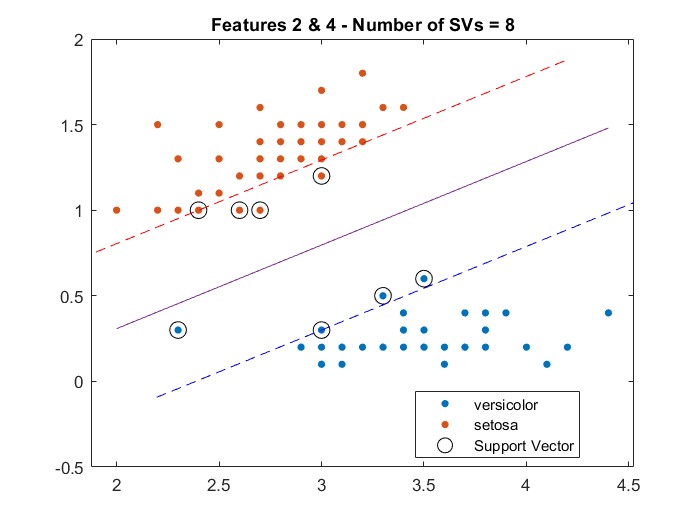 Features 2 & 4 - Number of SVs = 8
2
1.5
1
0.5
0
-0.5
2 2.5 3 3.5 4 4.5
versicolor
setosa
Support Vector